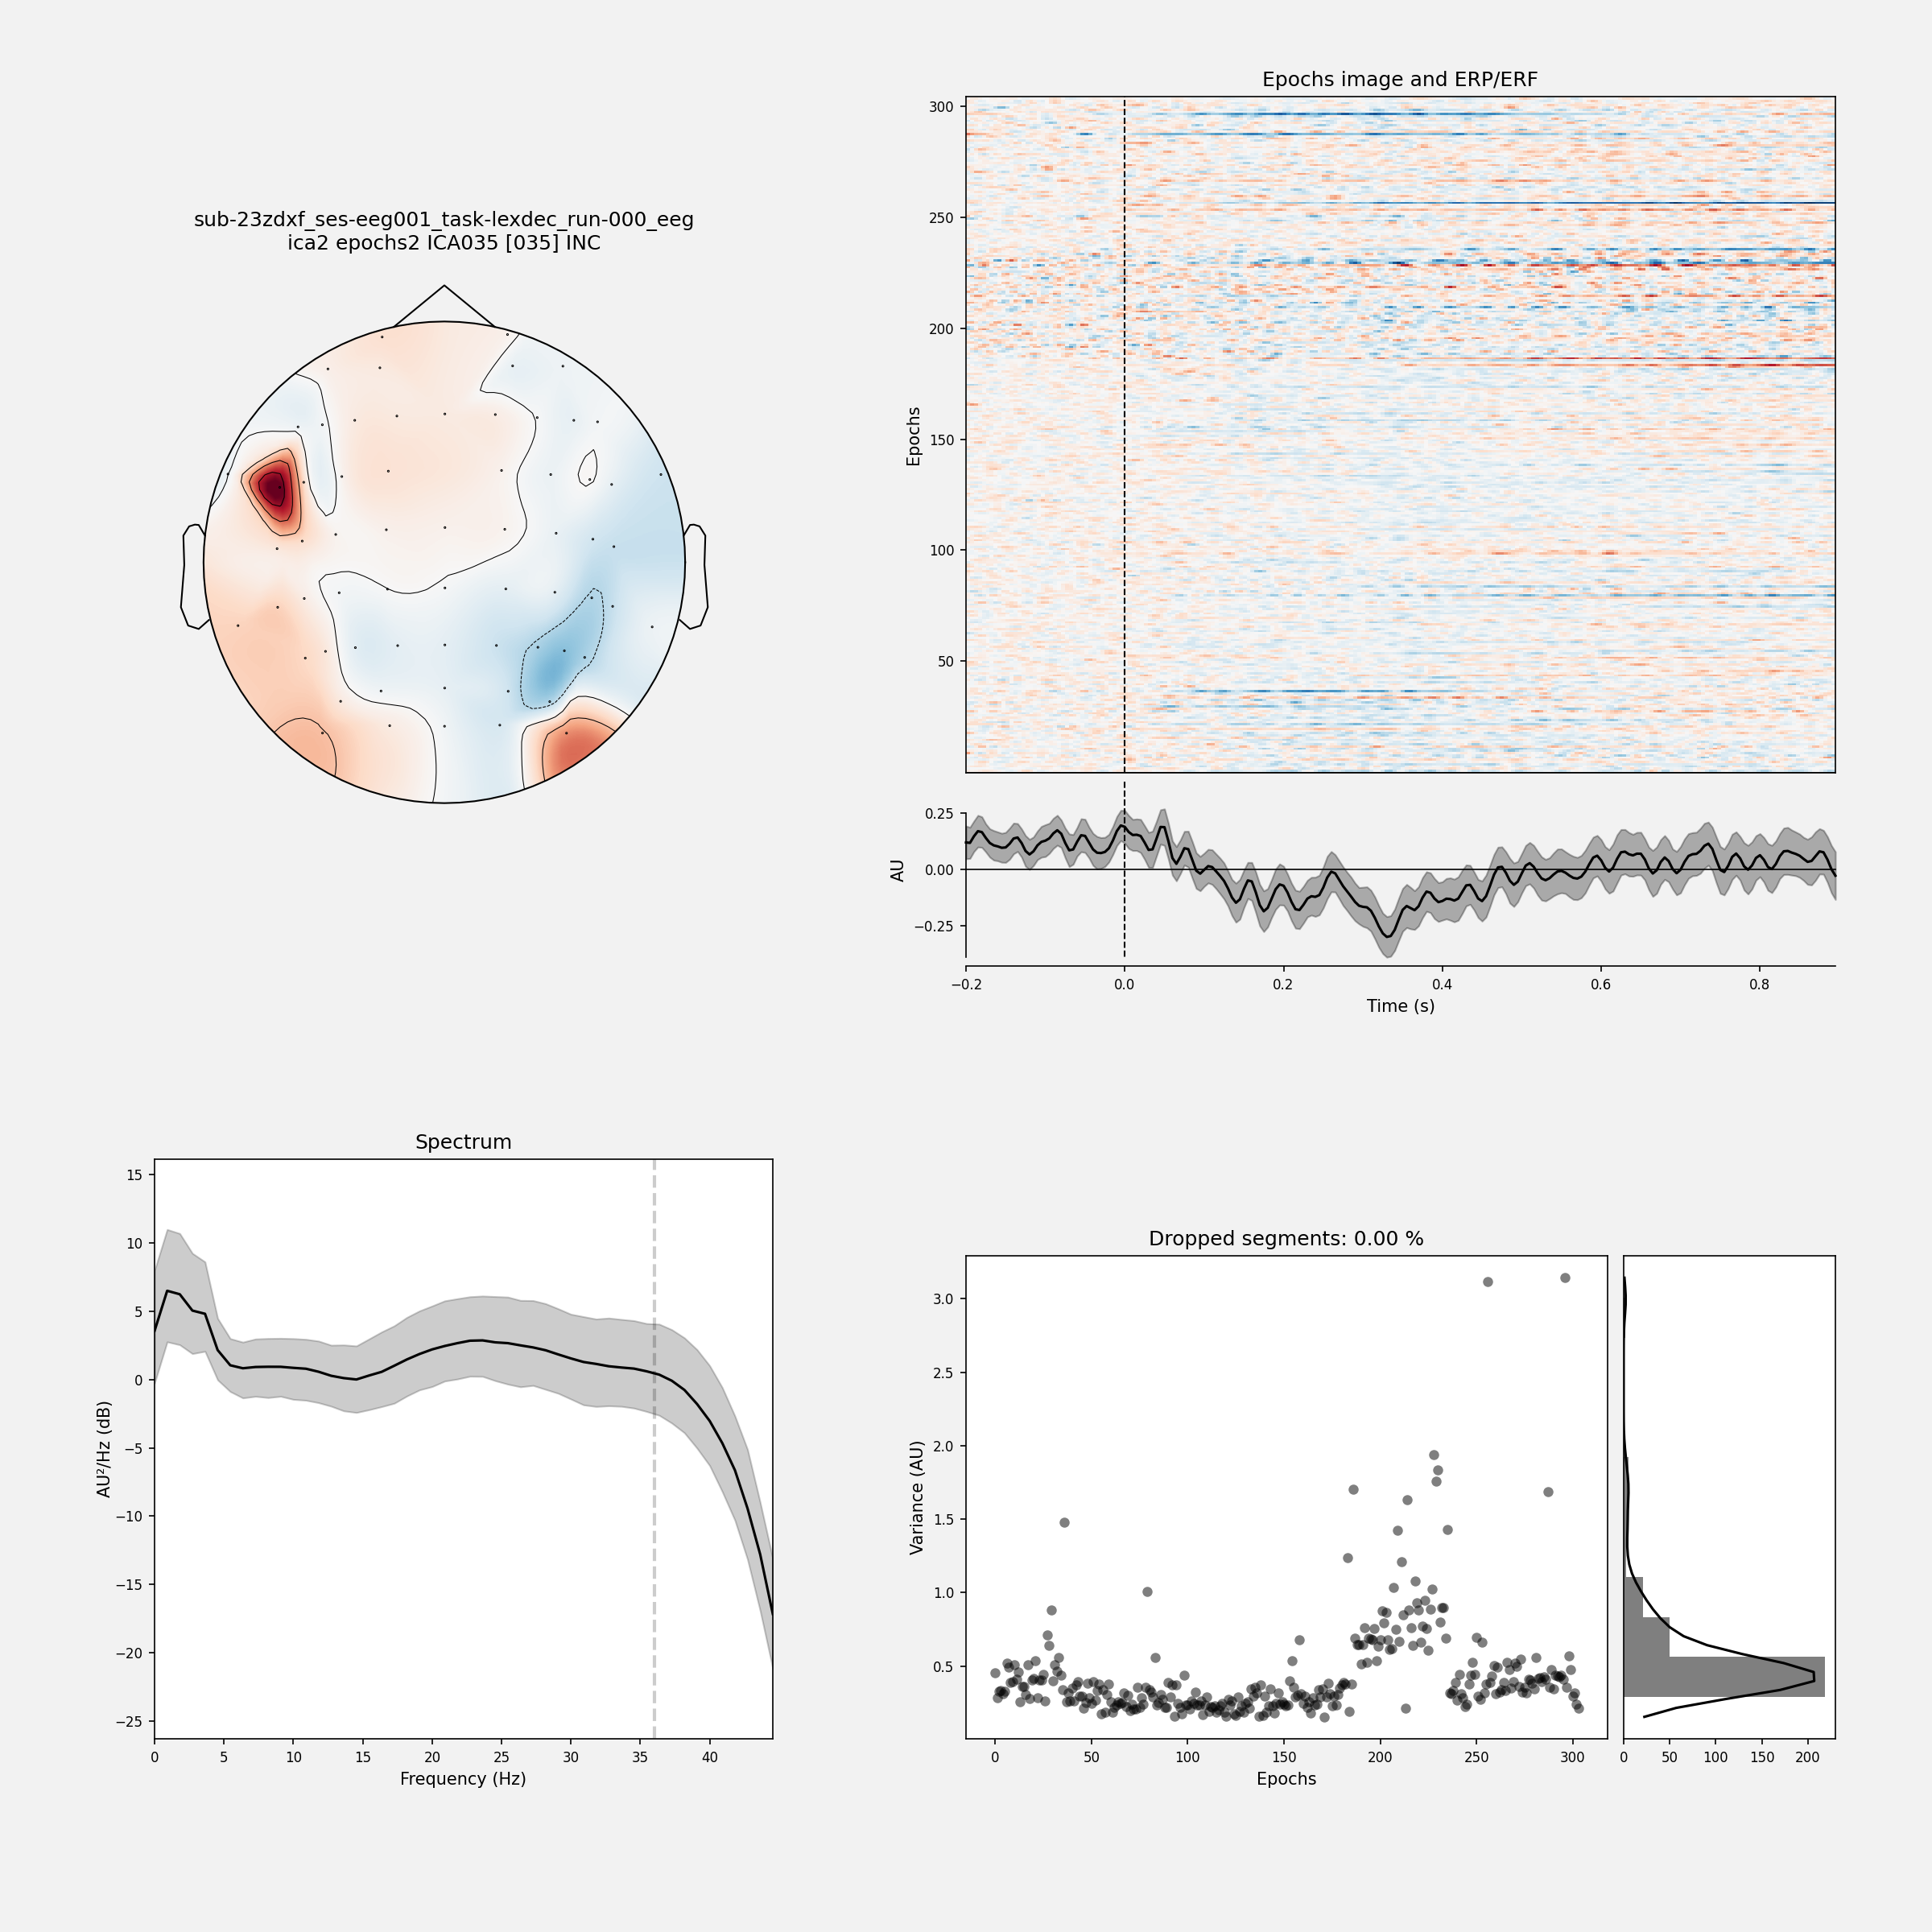 sub-23zdxf_ses-eeg001_task-lexdec_run-000_eeg
ica2 epochs2 ICA035 [035] INC
Epochs image and ERP/ERF
300
250
200
150
100
50
Epochs
0.25
0.00
−0.25
AU
−0.2 0.0 0.2 0.4 0.6 0.8
Time (s)
Spectrum
15
10
5
0
−5
−10
−15
−20
−25
AU²/Hz (dB)
0 5 10 15 20 25 30 35 40
Frequency (Hz)
Dropped segments: 0.00 %
3.0
2.5
2.0
1.5
1.0
0.5
Variance (AU)
0 50 100 150 200 250 300
Epochs
0 50 100 150 200